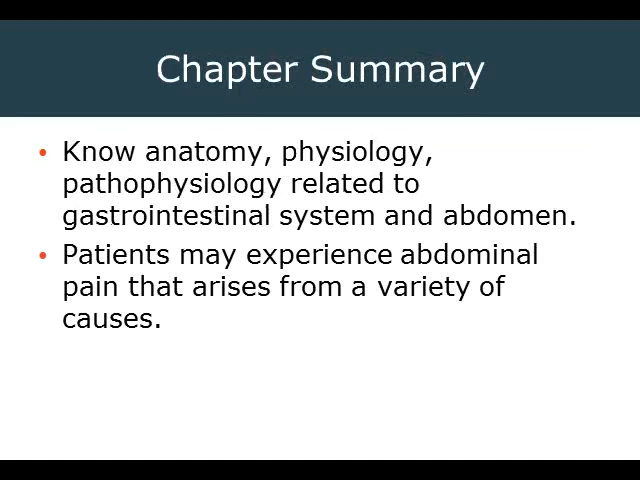 Chapter Summary
• Know anatomy, physiology,
pathophysiology related to
gastrointestinal system and abdomen.
• Patients may experience abdominal
pain that arises from a variety of
causes.